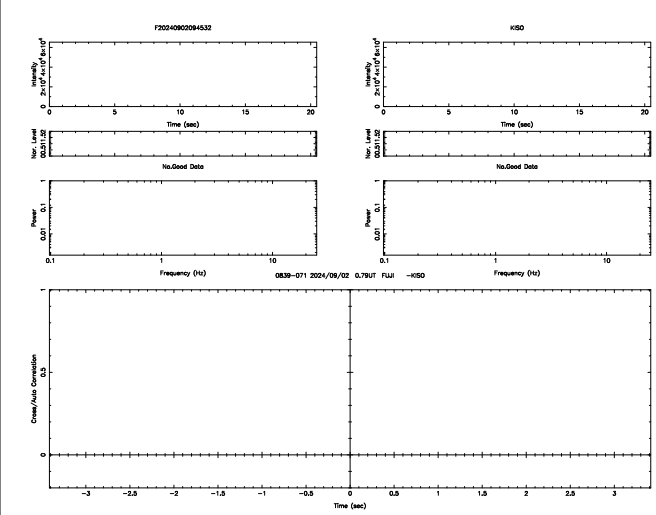 F20240902094532 KISO
Intensity 0 2×10⁴ 4×10⁴ 6×10⁴
0 5 10 15 20
Time (sec)
Intensity 0 2×10⁴ 4×10⁴ 6×10⁴
0 5 10 15 20
Time (sec)
Nor. Level 00.511.52
Nor. Level 00.511.52
No.Good Data No.Good Data
Power 0.01 0.1 1
0.1 1 10
Frequency (Hz)
Power 0.01 0.1 1
0.1 1 10
Frequency (Hz)
0839-071 2024/09/02 0.79UT FUJI -KISO
Cross/Auto Correlation 0 0.5 1
-3 -2.5 -2 -1.5 -1 -0.5 0 0.5 1 1.5 2 2.5 3
Time (sec)